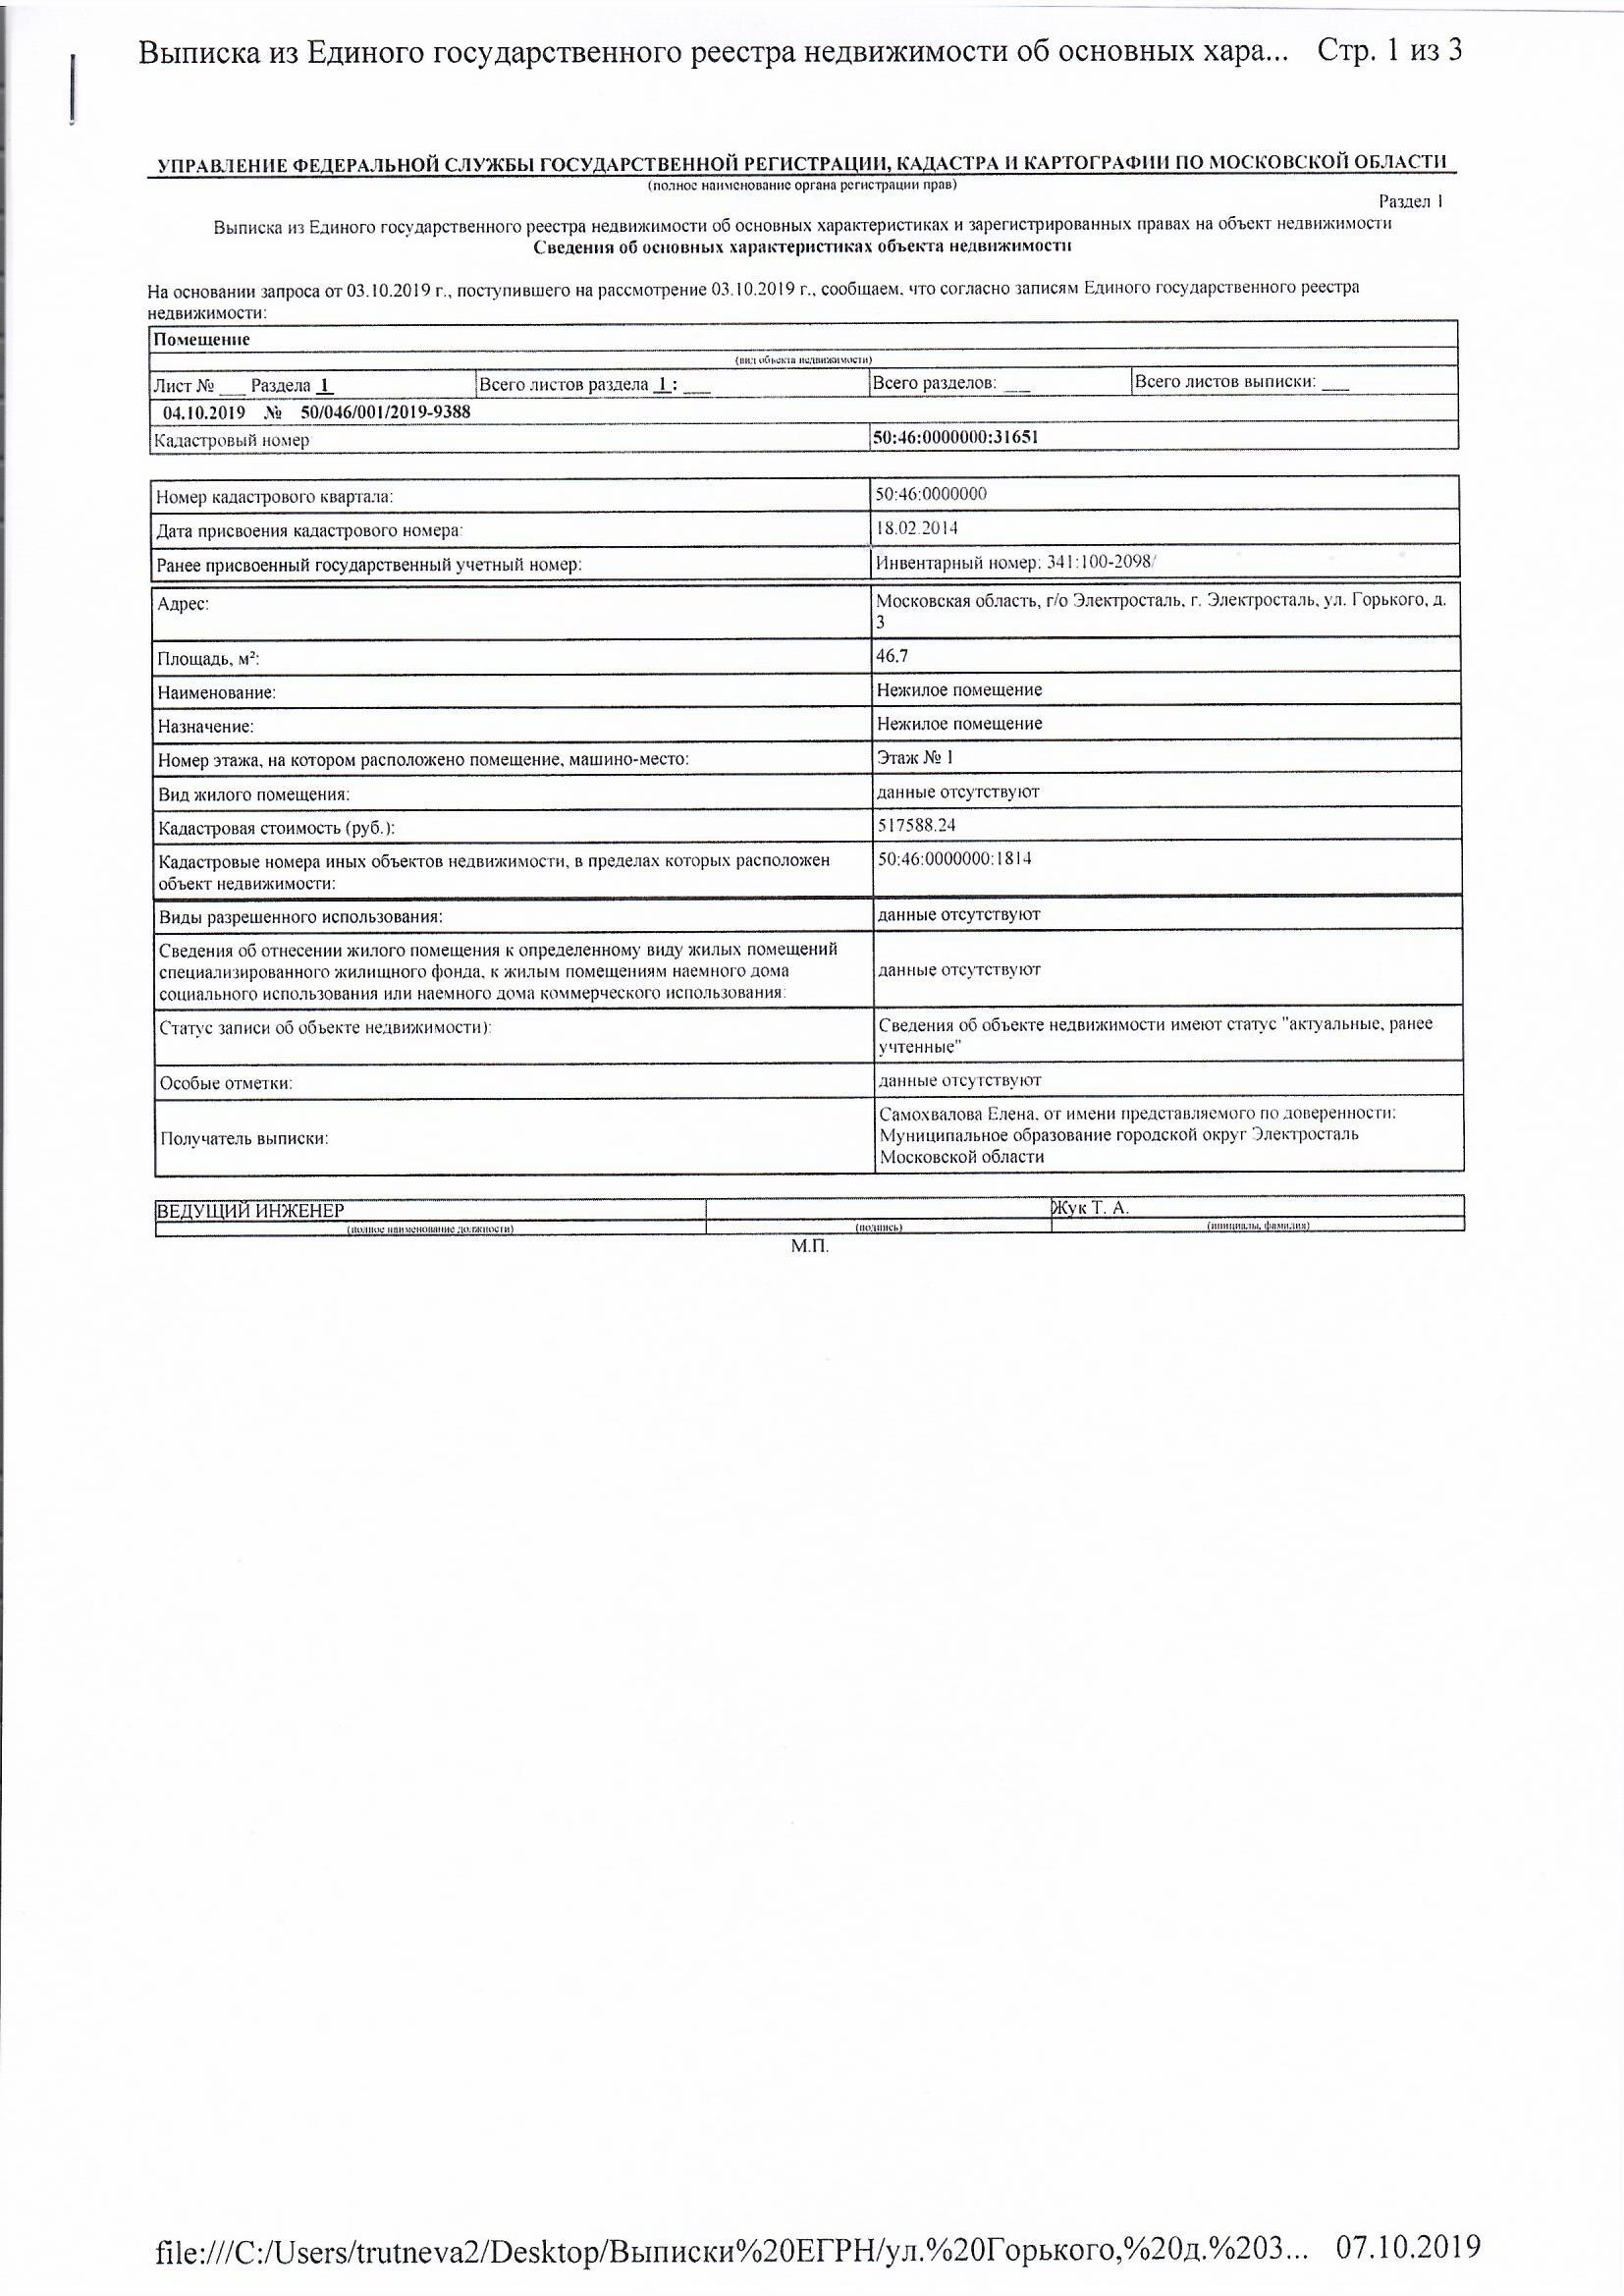 Выписка из Единого государственного реестра недвижимости об основных хара... Стр. 1 из 3
УПРАВЛЕНИЕ ФЕДЕРАЛЬНОЙ СЛУЖБЫ ГОСУДАРСТВЕННОЙ РЕГИСТРАЦИИ, КАДАСТРА И КАРТОГРАФИИ ПО МОСКОВСКОЙ ОБЛАСТИ
(полное наименование органа регистрации прав)
Раздел 1
Выписка из Единого государственного реестра недвижимости об основных характеристиках и зарегистрированных правах на объект недвижимости
Сведения об основных характеристиках объекта недвижимости
На основании запроса от 03.10.2019 г., поступившего на рассмотрение 03.10.2019 г., сообщаем, что согласно записям Единого государственного реестра
недвижимости:
Помещение
(вид объекта недвижимости)
Лист № ___ Раздела 1 Всего листов раздела 1 : ___ Всего разделов: ___ Всего листов выписки: ___
04.10.2019 № 50/046/001/2019-9388
Кадастровый номер 50:46:0000000:31651
Номер кадастрового квартала: 50:46:0000000
Дата присвоения кадастрового номера: 18.02.2014
Ранее присвоенный государственный учетный номер: Инвентарный номер: 341:100-2098/
Адрес: Московская область, г/о Электросталь, г. Электросталь, ул. Горького, д.
3
Площадь, м²: 46.7
Наименование: Нежилое помещение
Назначение: Нежилое помещение
Номер этажа, на котором расположено помещение, машино-место: Этаж № 1
Вид жилого помещения: данные отсутствуют
Кадастровая стоимость (руб.): 517588.24
Кадастровые номера иных объектов недвижимости, в пределах которых расположен 50:46:0000000:1814
объект недвижимости:
Виды разрешенного использования: данные отсутствуют
Сведения об отнесении жилого помещения к определенному виду жилых помещений
специализированного жилищного фонда, к жилым помещениям наемного дома данные отсутствуют
социального использования или наемного дома коммерческого использования:
Статус записи об объекте недвижимости): Сведения об объекте недвижимости имеют статус "актуальные, ранее
учтенные"
Особые отметки: данные отсутствуют
Самохвалова Елена, от имени представляемого по доверенности:
Получатель выписки: Муниципальное образование городской округ Электросталь
Московской области
ВЕДУЩИЙ ИНЖЕНЕР Жук Т. А.
(полное наименование должности) (подпись) (инициалы, фамилия)
М.П.
file:///C:/Users/trutneva2/Desktop/Выписки%20ЕГРН/ул.%20Горького,%20д.%203... 07.10.2019